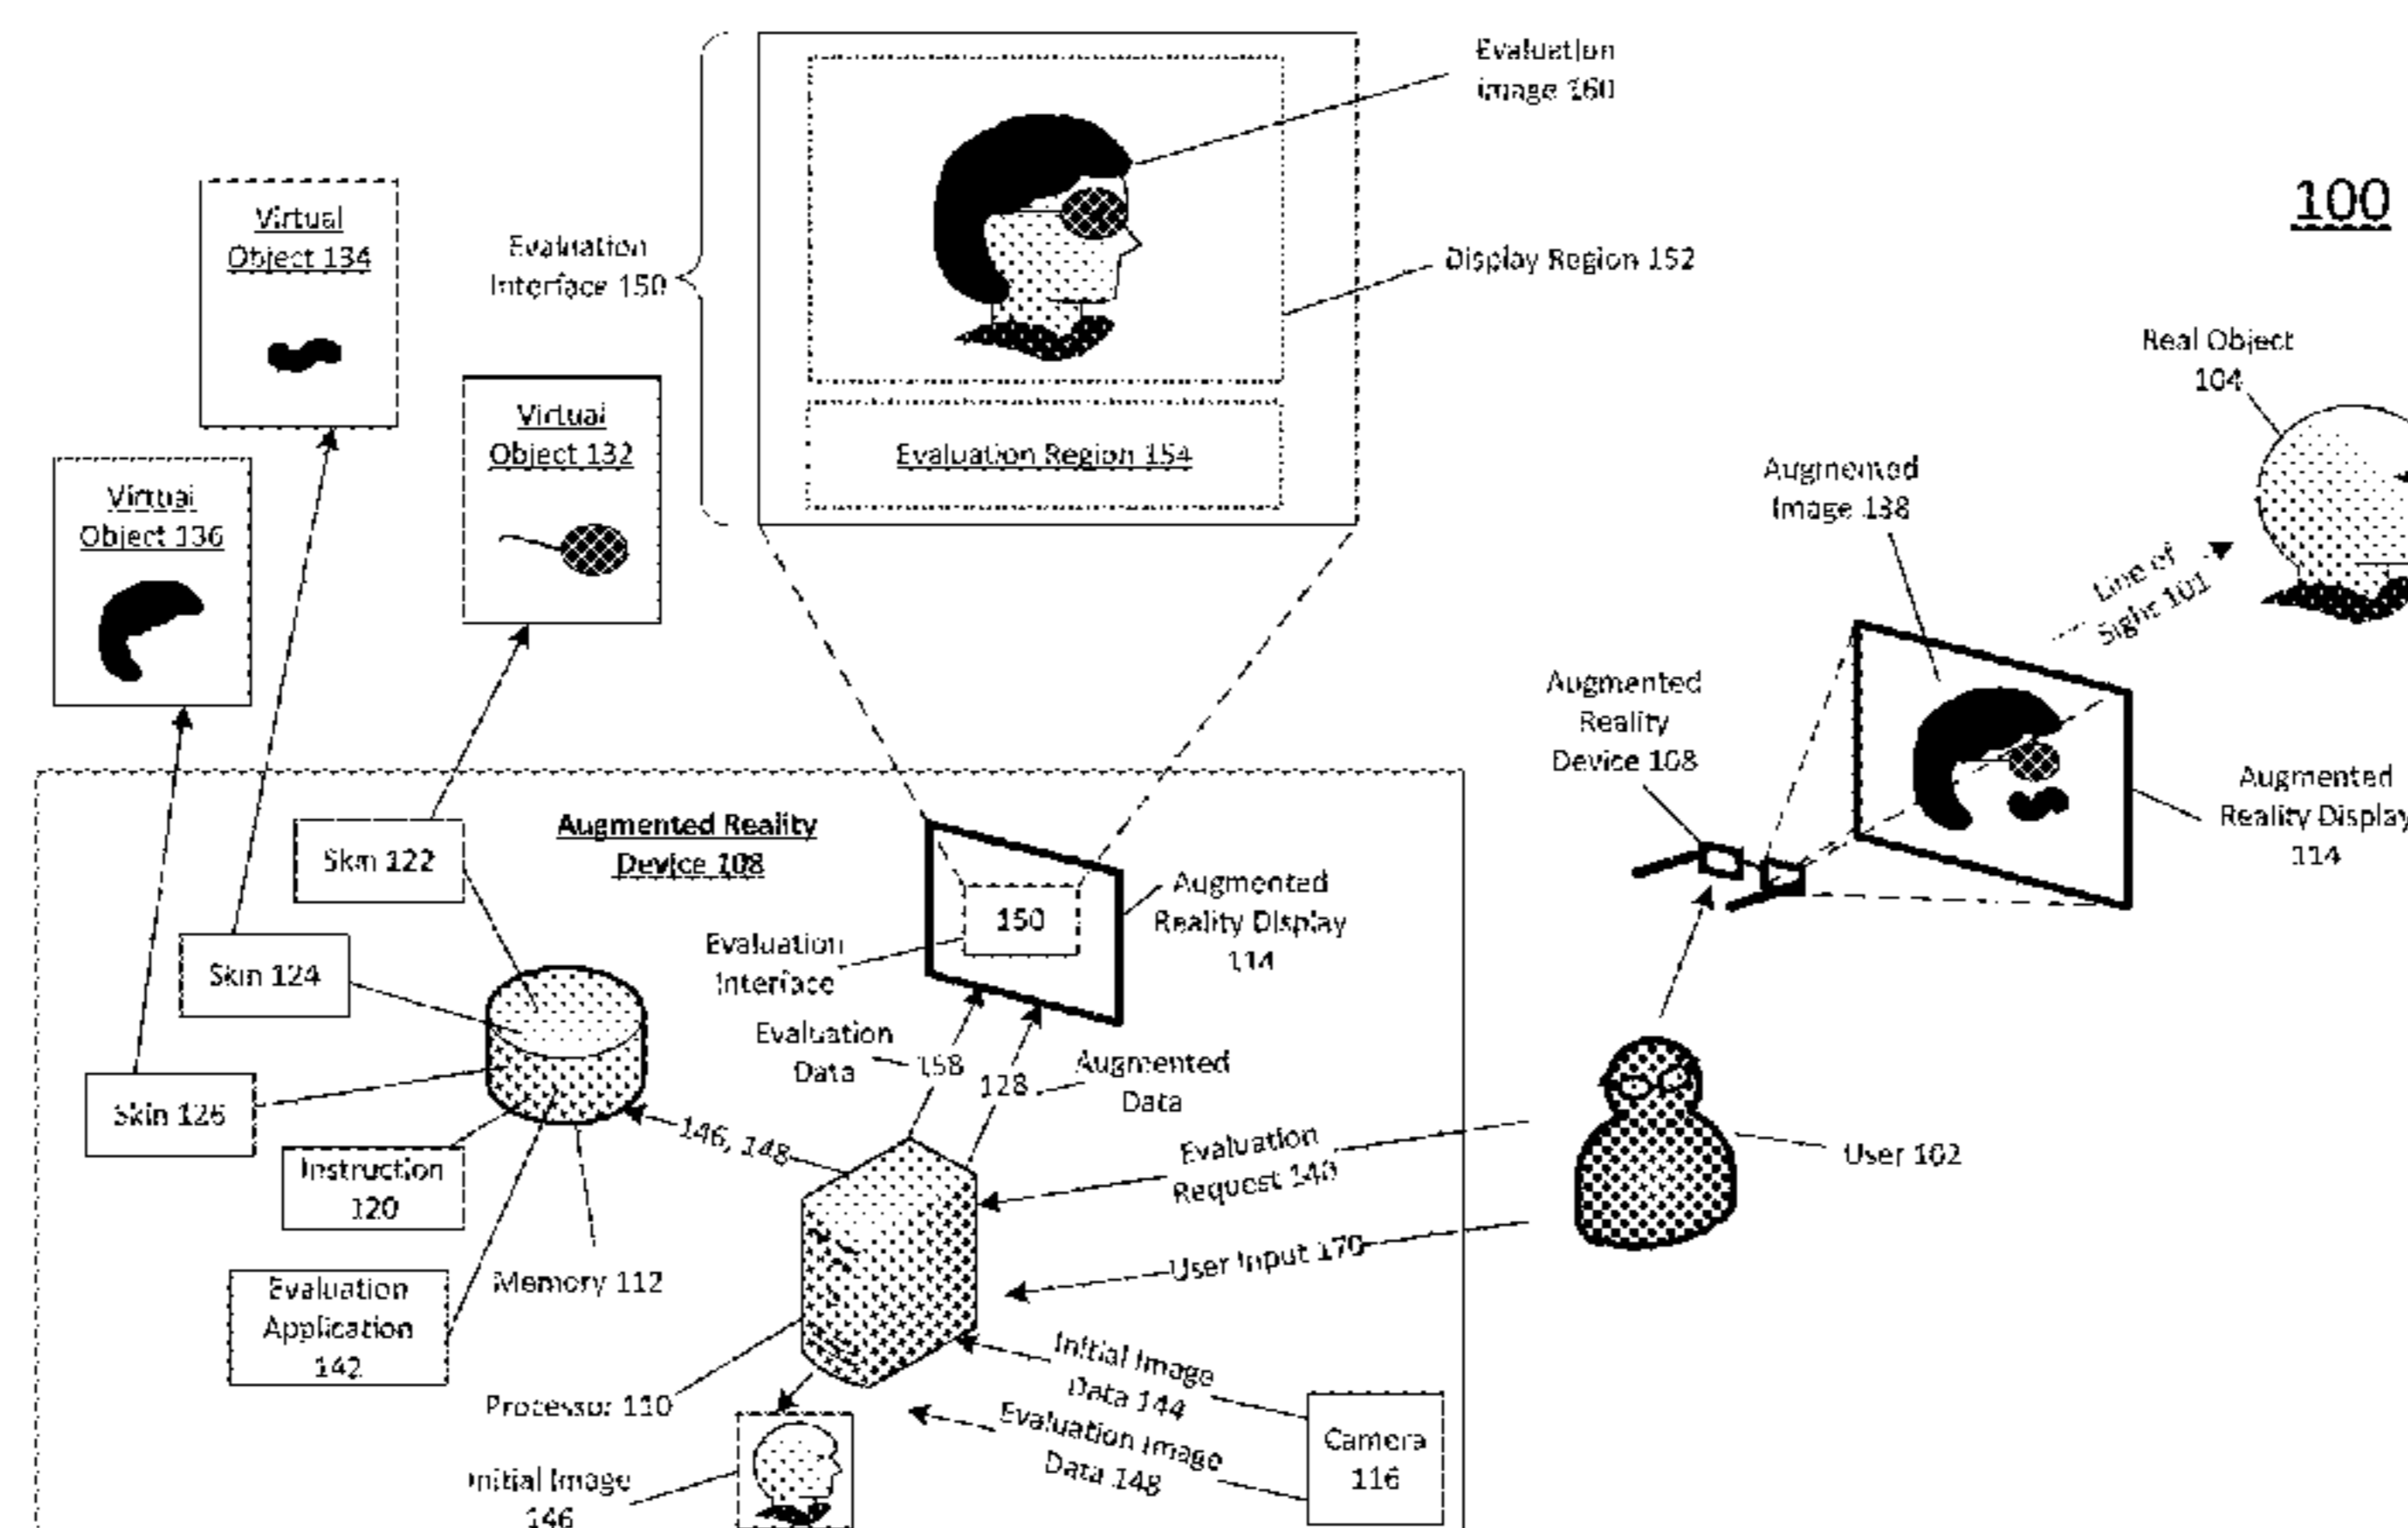 Evaluation
image 160
100
Virtual
Object 134
Evaluation
Interface 150
Display Region 152
Real Object
104
Virtual
Object 132
Evaluation Region 154
Augmented
Image 138
Virtual
Object 136
Line of
Sight 101
Augmented
Reality
Device 108
Augmented
Reality Display
114
Augmented Reality
Device 108
Skin 122
Augmented
Reality Display
114
150
Evaluation
Interface
Skin 124
Evaluation
Data
158
128
Augmented
Data
Skin 126
146, 148
Instruction
120
Evaluation
Request 140
User 102
Memory 112
User Input 170
Evaluation
Application
142
Initial Image
Data 144
Processor 110
Evaluation Image
Data 148
Camera
116
Initial Image
146